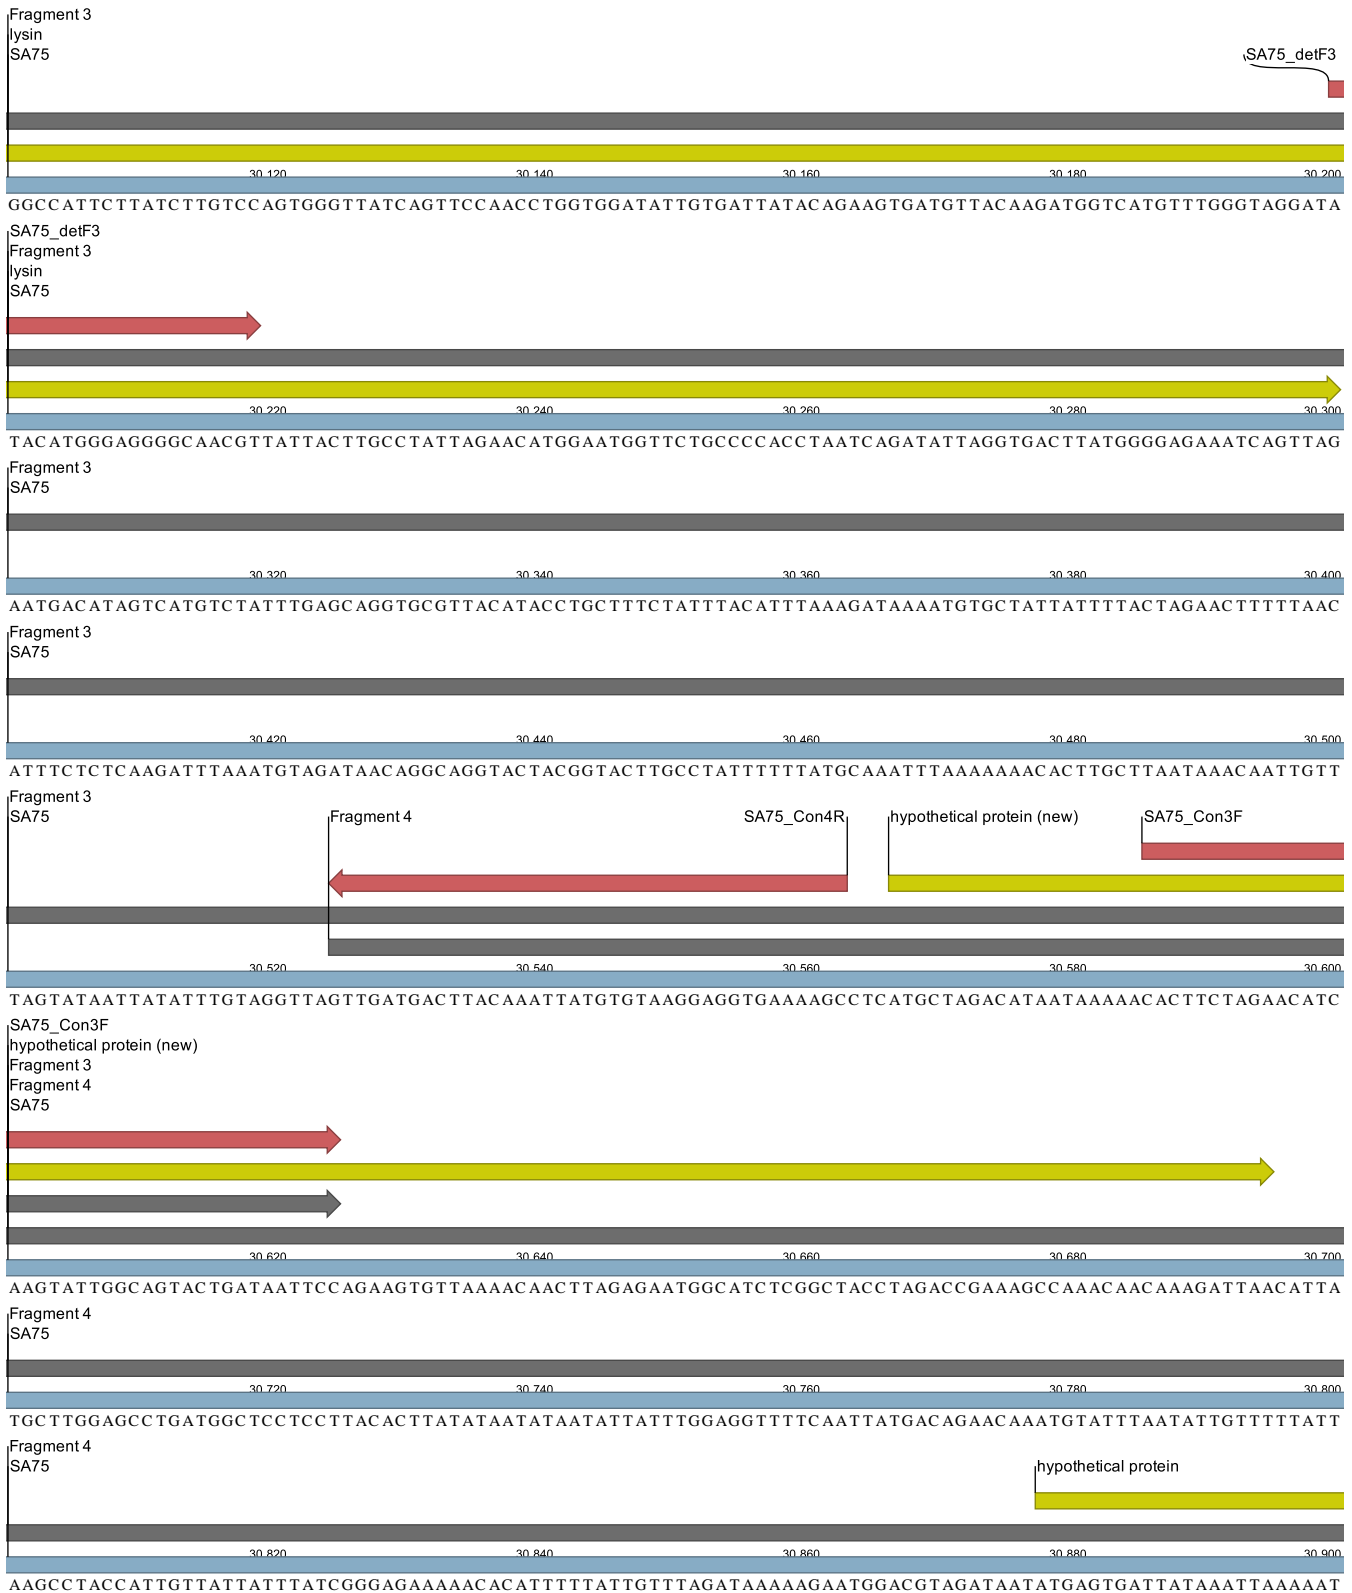 Fragment 3
lysin
SA75
SA75_detF3
30.120 30.140 30.160 30.180 30.200
GGCCATTCTTATCTTGTCCAGTGGGTTATCAGTTCCAACCTGGTGGATATTGTGATTATACAGAAGTGATGTTACAAGATGGTCATGTTTGGGTAGGATA
SA75_detF3
Fragment 3
lysin
SA75
30.220 30.240 30.260 30.280 30.300
TACATGGGAGGGGCAACGTTATTACTTGCCTATTAGAACATGGAATGGTTCTGCCCCACCTAATCAGATATTAGGTGACTTATGGGGAGAAATCAGTTAG
Fragment 3
SA75
30.320 30.340 30.360 30.380 30.400
AATGACATAGTCATGTCTATTTGAGCAGGTGCGTTACATACCTGCTTTCTATTTACATTTAAAGATAAAATGTGCTATTATTTTACTAGAACTTTTTAAC
Fragment 3
SA75
30.420 30.440 30.460 30.480 30.500
ATTTCTCTCAAGATTTAAATGTAGATAACAGGCAGGTACTACGGTACTTGCCTATTTTTTATGCAAATTTAAAAAAACACTTGCTTAATAAACAATTGTT
Fragment 3
SA75
Fragment 4 SA75_Con4R hypothetical protein (new) SA75_Con3F
30.520 30.540 30.560 30.580 30.600
TAGTATAATTATATTTGTAGGTTAGTTGATGACTTACAAATTATGTGTAAGGAGGTGAAAAGCCTCATGCTAGACATAATAAAAACACTTCTAGAACATC
SA75_Con3F
hypothetical protein (new)
Fragment 3
Fragment 4
SA75
30.620 30.640 30.660 30.680 30.700
AAGTATTGGCAGTACTGATAATTCCAGAAGTGTTAAAACAACTTAGAGAATGGCATCTCGGCTACCTAGACCGAAAGCCAAACAACAAAGATTAACATTA
Fragment 4
SA75
30.720 30.740 30.760 30.780 30.800
TGCTTGGAGCCTGATGGCTCCTCCTTACACTTATATAATATAATATTATTTGGAGGTTTTCAATTATGACAGAACAAATGTATTTAATATTGTTTTTATT
Fragment 4
SA75
hypothetical protein
30.820 30.840 30.860 30.880 30.900
AAGCCTACCATTGTTATTATTTATCGGGAGAAAAACACATTTTTATTGTTTAGATAAAAAGAATGGACGTAGATAATATGAGTGATTATAAATTAAAAAT